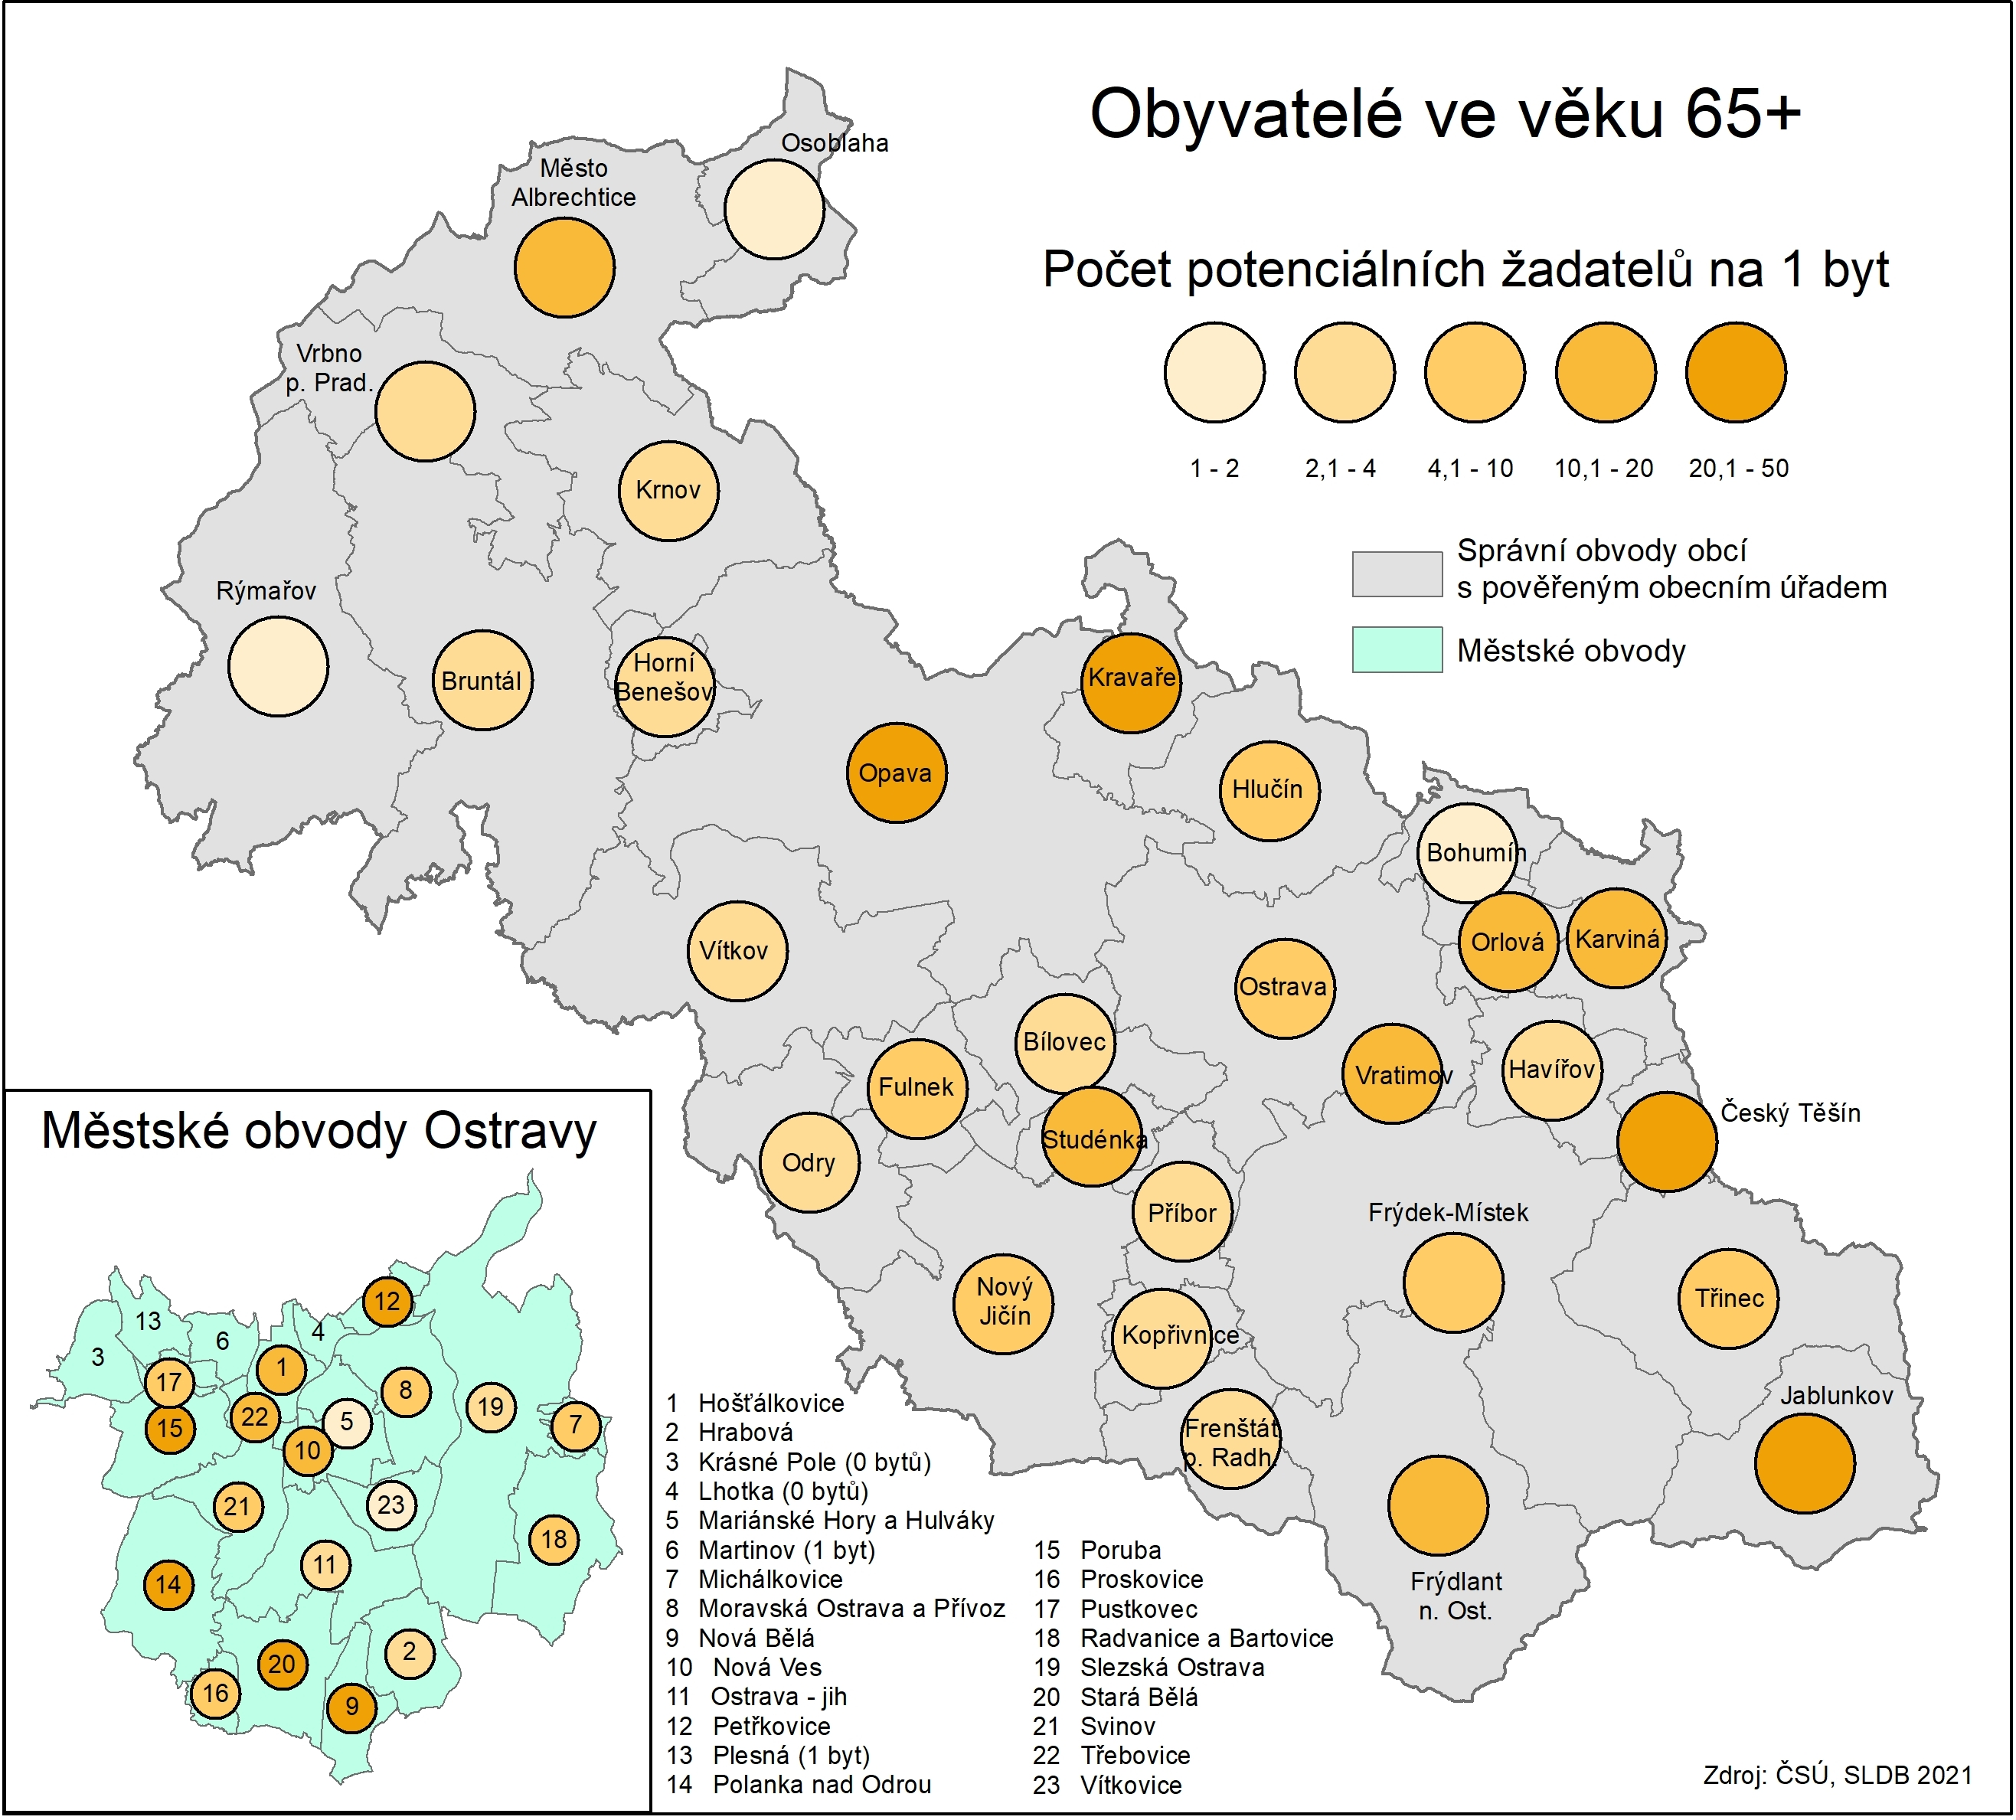 Obyvatelé ve věku 65+
Počet potenciálních žadatelů na 1 byt
1 - 2
2,1 - 4
4,1 - 10
10,1 - 20
20,1 - 50
Správní obvody obcí
s pověřeným obecním úřadem
Městské obvody
Osoblaha
Město
Albrechtice
Vrbno
p. Prad.
Krnov
Rýmařov
Bruntál
Horní
Benešov
Kravaře
Opava
Hlučín
Bohumín
Orlová
Karviná
Vítkov
Ostrava
Bílovec
Vratimov
Havířov
Fulnek
Český Těšín
Studénka
Odry
Příbor
Frýdek-Místek
Nový
Jičín
Třinec
Kopřivnice
Jablunkov
Frenštát
p. Radh.
Frýdlant
n. Ost.
Městské obvody Ostravy
12
13
4
6
3
1
17
8
19
5
22
7
15
10
23
21
18
11
14
2
20
16
9
1 Hošťálkovice
2 Hrabová
3 Krásné Pole (0 bytů)
4 Lhotka (0 bytů)
5 Mariánské Hory a Hulváky
6 Martinov (1 byt)
7 Michálkovice
8 Moravská Ostrava a Přívoz
9 Nová Bělá
10 Nová Ves
11 Ostrava - jih
12 Petřkovice
13 Plesná (1 byt)
14 Polanka nad Odrou
15 Poruba
16 Proskovice
17 Pustkovec
18 Radvanice a Bartovice
19 Slezská Ostrava
20 Stará Bělá
21 Svinov
22 Třebovice
23 Vítkovice
Zdroj: ČSÚ, SLDB 2021